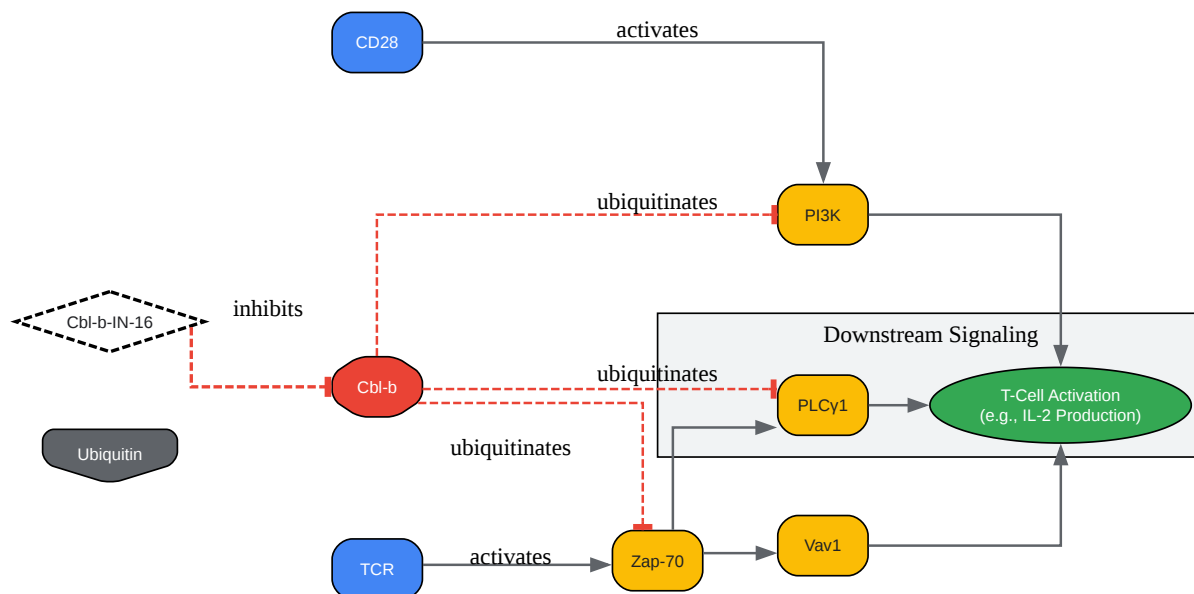 CD28
activates
ubiquitinates
PI3K
Cbl-b-IN-16
inhibits
Downstream Signaling
Cbl-b
ubiquitinates
PLCγ1
T-Cell Activation
(e.g., IL-2 Production)
Ubiquitin
ubiquitinates
TCR
activates
Zap-70
Vav1